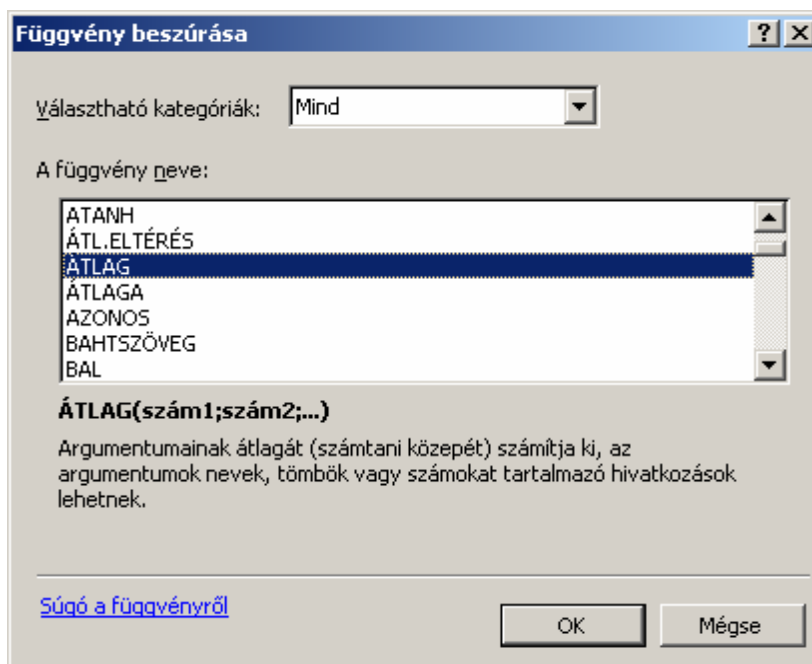 Függvény beszúrása
Választható kategóriák: Mind
A függvény neve:
ATANH
ÁTL.ELTÉRÉS
ÁTLAG
ÁTLAGA
AZONOS
BAHTSZÖVEG
BAL
ÁTLAG(szám1;szám2;...)
Argumentumainak átlagát (számtani közepét) számítja ki, az
argumentumok nevek, tömbök vagy számokat tartalmazó hivatkozások
lehetnek.
Súgó a függvényről
OK Mégse